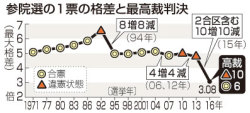 参院選の1票の格差と最高裁判決
(最大格差)
7倍
6
5
4
3
2
合憲
違憲状態
8増8減
(94年)
4増4減
(06、12年)
2合区含む
10増10減
(15年)
3.08
高裁
10
6
(選挙年)
1971 77 80 83 86 89 92 95 98 2001 04 07 10 13 16年